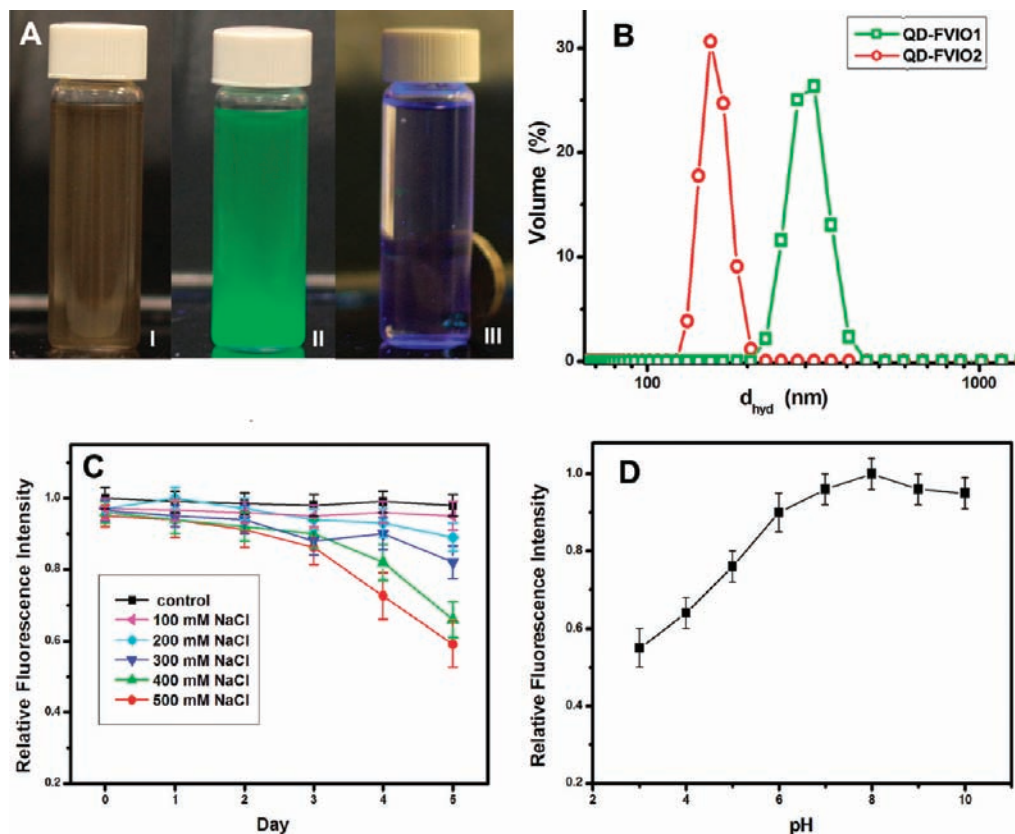 A
I
II
III
B
QD-FVIO1
QD-FVIO2
Volume (%)
30
20
10
0
100
1000
d_hyd (nm)
C
Relative Fluorescence Intensity
1.0
0.8
0.6
0.4
0.2
control
100 mM NaCl
200 mM NaCl
300 mM NaCl
400 mM NaCl
500 mM NaCl
0 1 2 3 4 5
Day
D
Relative Fluorescence Intensity
1.0
0.8
0.6
0.4
0.2
2 4 6 8 10
pH